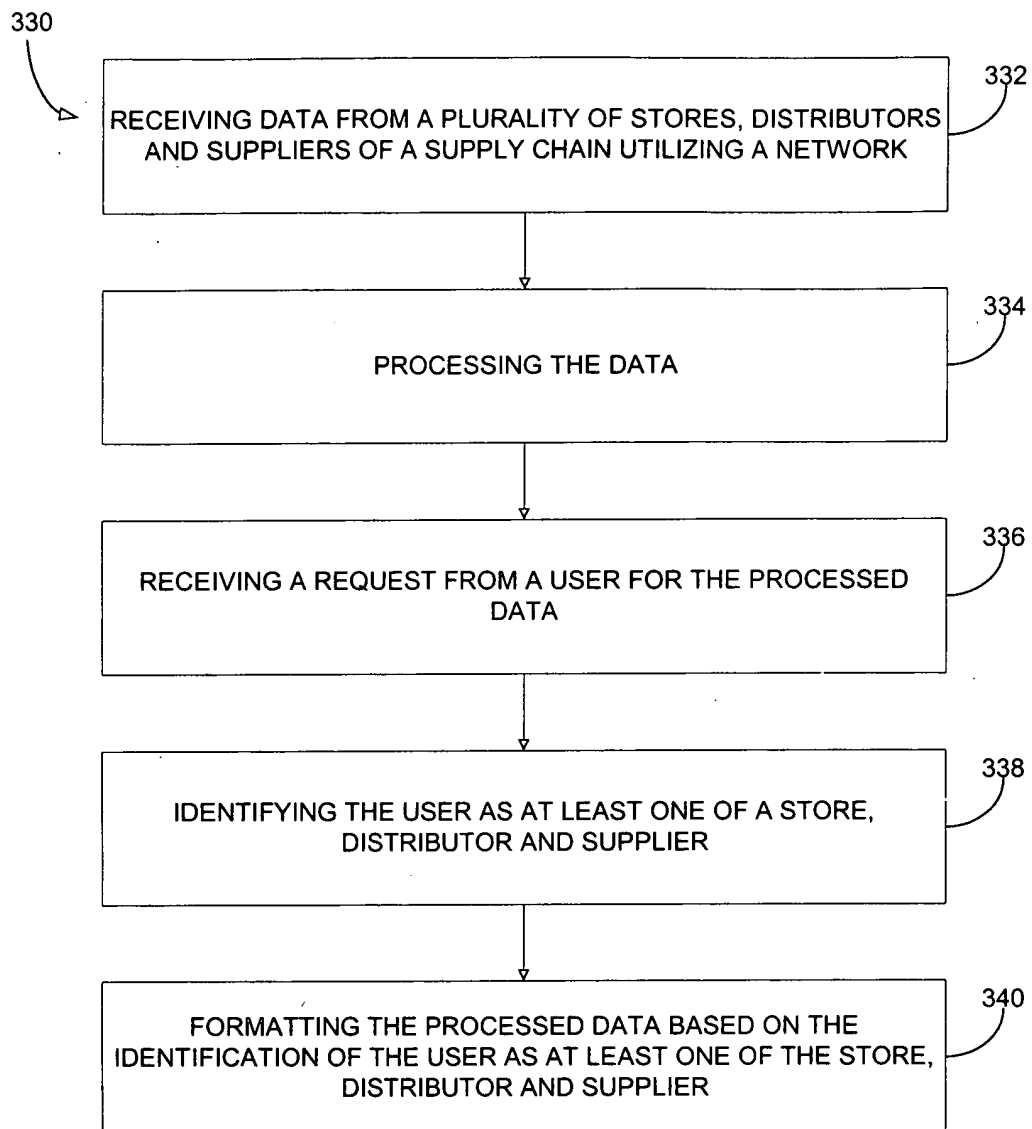 330
332
RECEIVING DATA FROM A PLURALITY OF STORES, DISTRIBUTORS
AND SUPPLIERS OF A SUPPLY CHAIN UTILIZING A NETWORK
334
PROCESSING THE DATA
336
RECEIVING A REQUEST FROM A USER FOR THE PROCESSED
DATA
338
IDENTIFYING THE USER AS AT LEAST ONE OF A STORE,
DISTRIBUTOR AND SUPPLIER
340
FORMATTING THE PROCESSED DATA BASED ON THE
IDENTIFICATION OF THE USER AS AT LEAST ONE OF THE STORE,
DISTRIBUTOR AND SUPPLIER